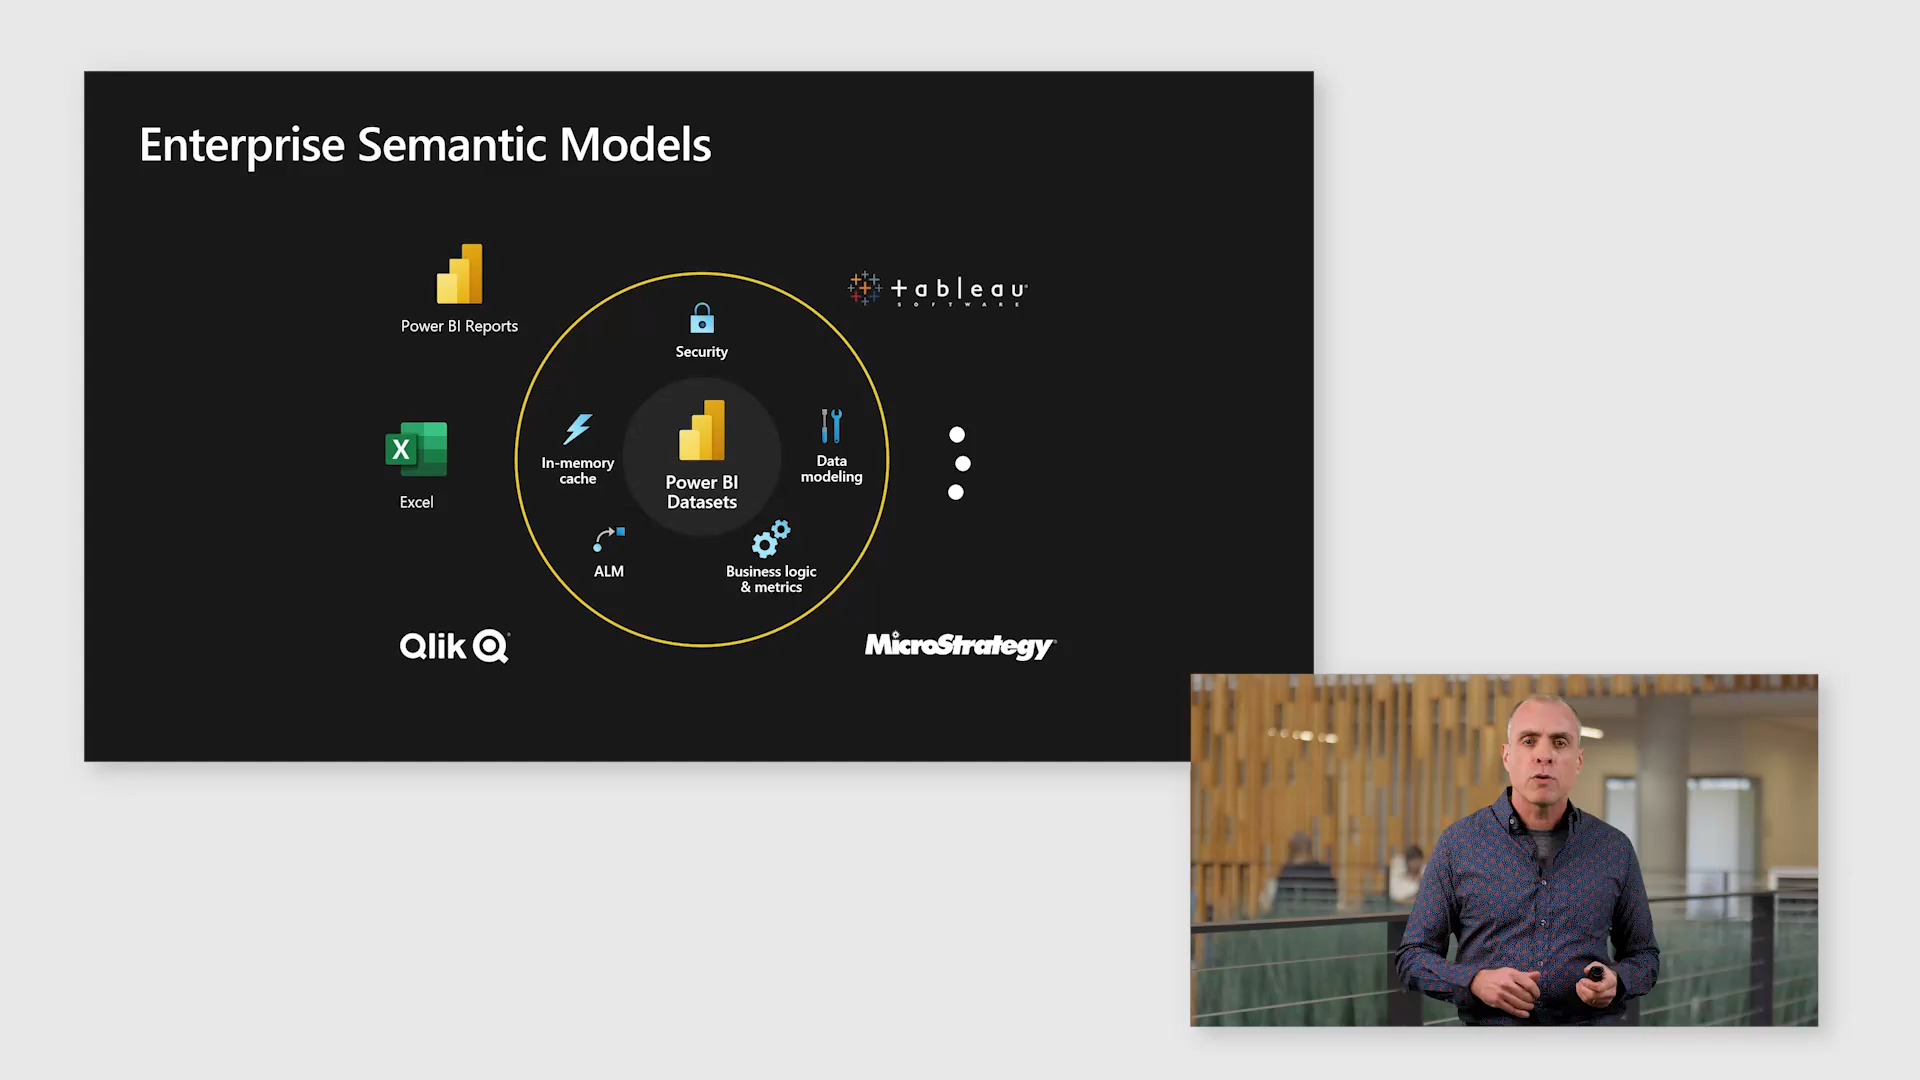 Enterprise Semantic Models
Power BI Reports
tableau
SOFTWARE
Security
In-memory
cache
Power BI
Datasets
Data
modeling
X
Excel
ALM
Business logic
& metrics
Qlik
MicroStrategy